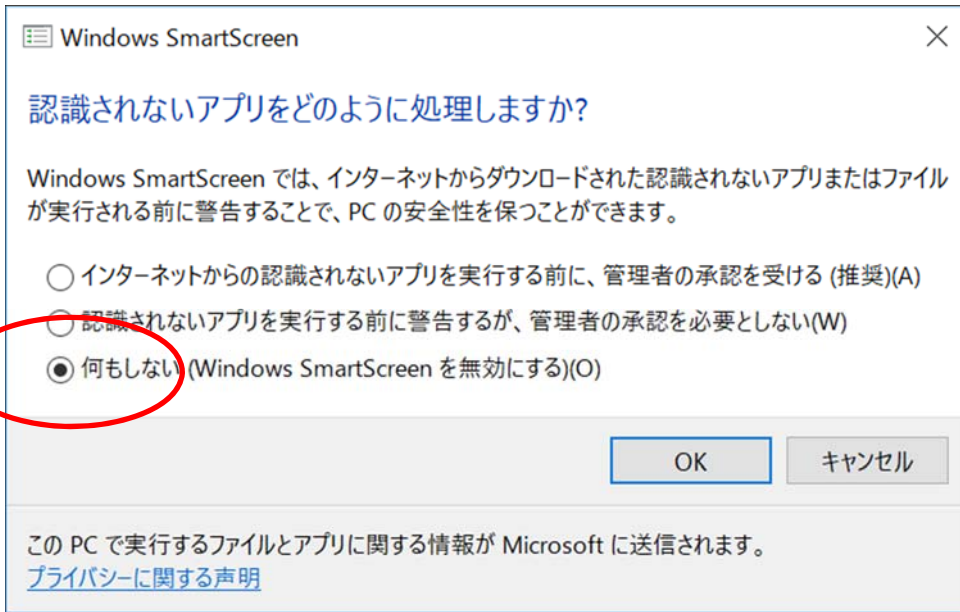 Windows SmartScreen
認識されないアプリをどのように処理しますか?
Windows SmartScreen では、インターネットからダウンロードされた認識されないアプリまたはファイル
が実行される前に警告することで、PC の安全性を保つことができます。
インターネットからの認識されないアプリを実行する前に、管理者の承認を受ける (推奨)(A)
認識されないアプリを実行する前に警告するが、管理者の承認を必要としない(W)
何もしない (Windows SmartScreen を無効にする)(O)
OK キャンセル
この PC で実行するファイルとアプリに関する情報が Microsoft に送信されます。
プライバシーに関する声明